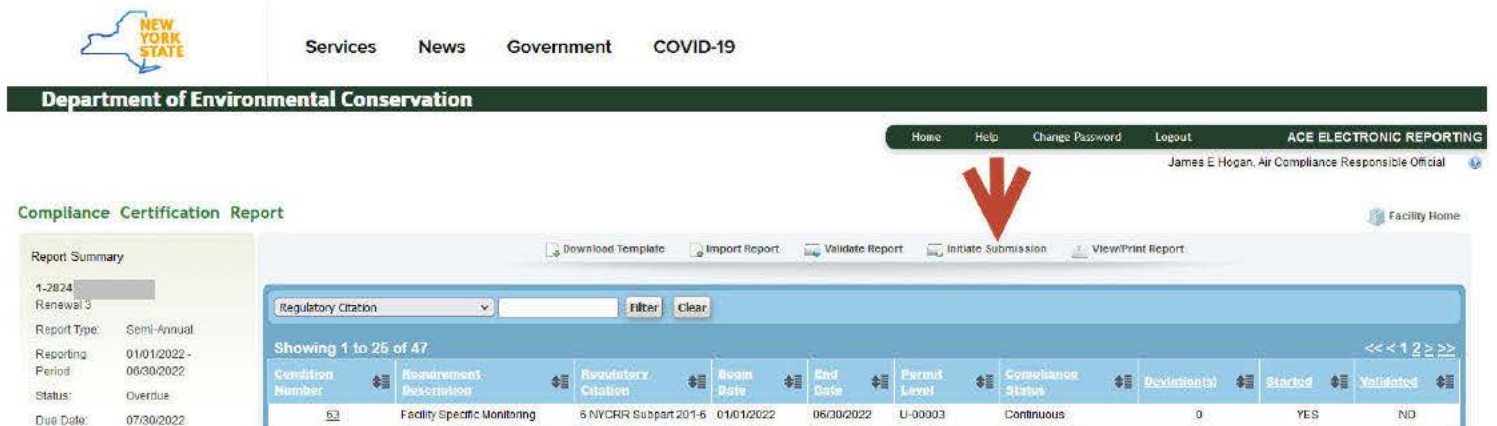 NEW
YORK
STATE
Services News Government COVID-19
Department of Environmental Conservation
Home Help Change Password Logout ACE ELECTRONIC REPORTING
James E Hogan, Air Compliance Responsible Official
Compliance Certification Report
Facility Home
Download Template Import Report Validate Report Initiate Submission View/Print Report
Report Summary
1-2824
Renewal 3
Report Type: Semi-Annual
Reporting Period: 01/01/2022 - 06/30/2022
Status: Overdue
Due Date: 07/30/2022
Regulatory Citation Filter Clear
Showing 1 to 25 of 47 << < 1 2 > >>
Condition Number Requirement Description Regulatory Citation Begin Date End Date Permit Level Compliance Status Deviation(s) Started Validated
63 Facility Specific Monitoring 6 NYCRR Subpart 201-6 01/01/2022 06/30/2022 U-00003 Continuous 0 YES NO